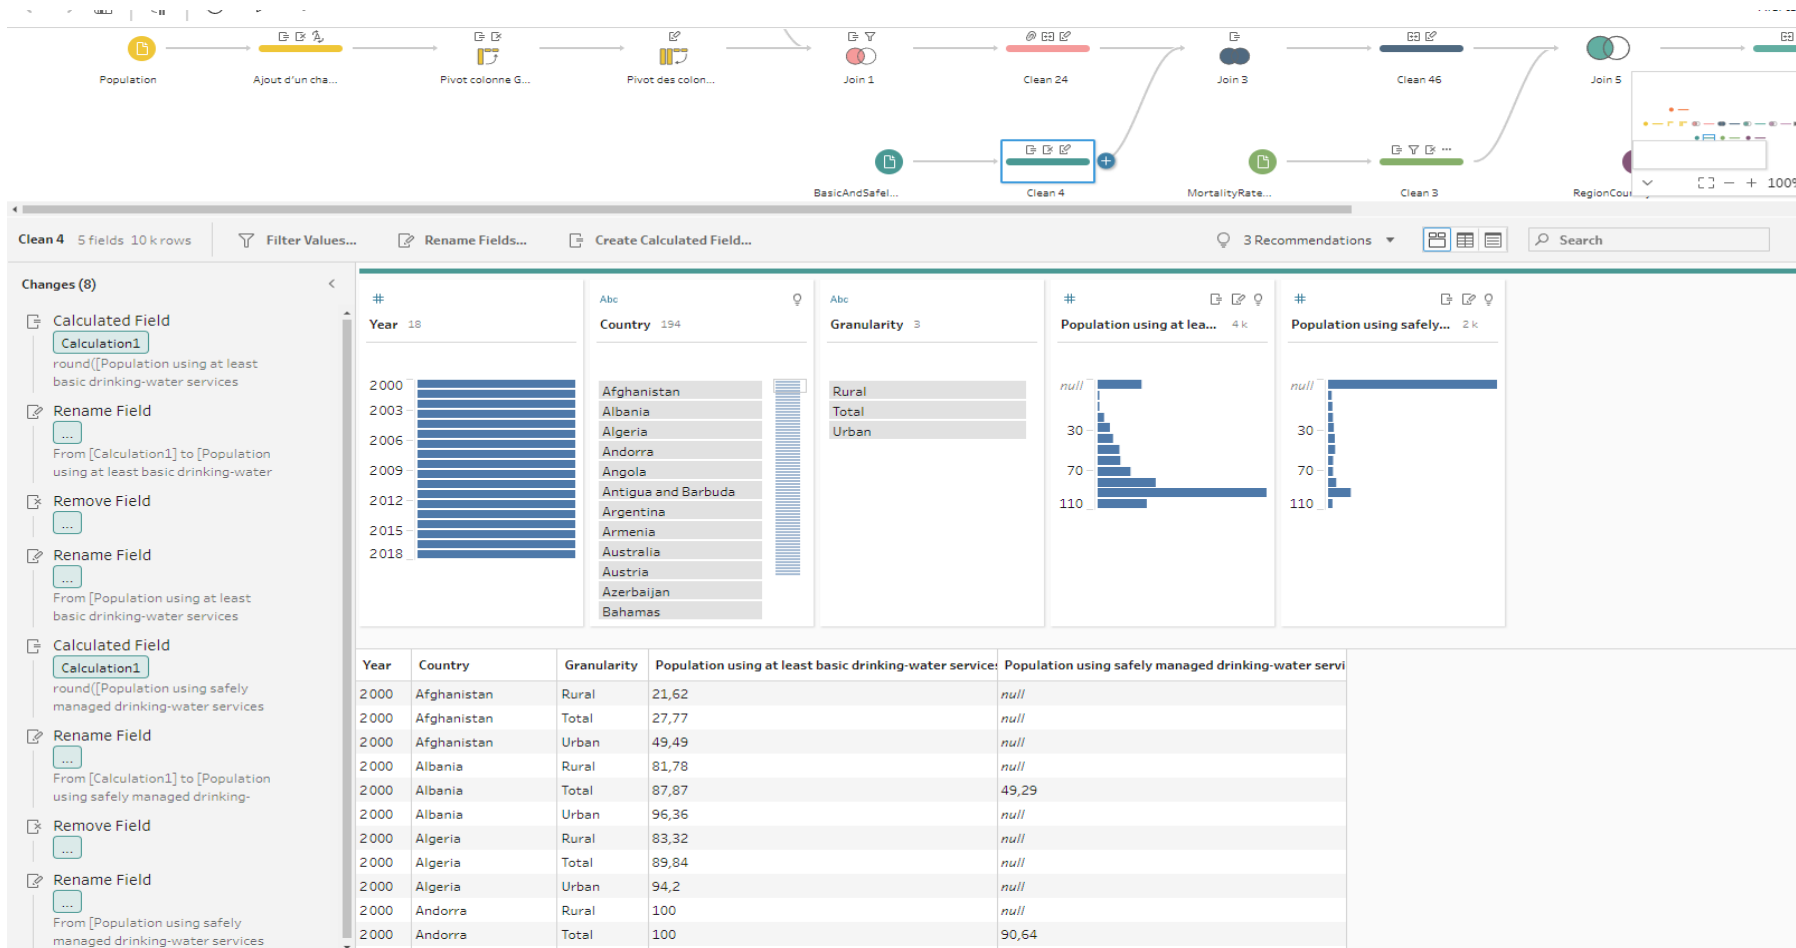 Population
Ajout d'un cha...
Pivot colonne G...
Pivot des colon...
Join 1
Clean 24
Join 3
Clean 46
Join 5
BasicAndSafel...
Clean 4
MortalityRate...
Clean 3
RegionCou
100%
Clean 4 5 fields 10 k rows
Filter Values...
Rename Fields...
Create Calculated Field...
3 Recommendations
Search
Changes (8)
Calculated Field
Calculation1
round([Population using at least
basic drinking-water services
Rename Field
...
From [Calculation1] to [Population
using at least basic drinking-water
Remove Field
...
Rename Field
...
From [Population using at least
basic drinking-water services
Calculated Field
Calculation1
round([Population using safely
managed drinking-water services
Rename Field
...
From [Calculation1] to [Population
using safely managed drinking-
Remove Field
...
Rename Field
...
From [Population using safely
managed drinking-water services
#
Year 18
2000
2003
2006
2009
2012
2015
2018
Abc
Country 194
Afghanistan
Albania
Algeria
Andorra
Angola
Antigua and Barbuda
Argentina
Armenia
Australia
Austria
Azerbaijan
Bahamas
Abc
Granularity 3
Rural
Total
Urban
#
Population using at lea... 4 k
null
30
70
110
#
Population using safely... 2 k
null
30
70
110
Year Country Granularity Population using at least basic drinking-water services Population using safely managed drinking-water servi
2000 Afghanistan Rural 21,62 null
2000 Afghanistan Total 27,77 null
2000 Afghanistan Urban 49,49 null
2000 Albania Rural 81,78 null
2000 Albania Total 87,87 49,29
2000 Albania Urban 96,36 null
2000 Algeria Rural 83,32 null
2000 Algeria Total 89,84 null
2000 Algeria Urban 94,2 null
2000 Andorra Rural 100 null
2000 Andorra Total 100 90,64